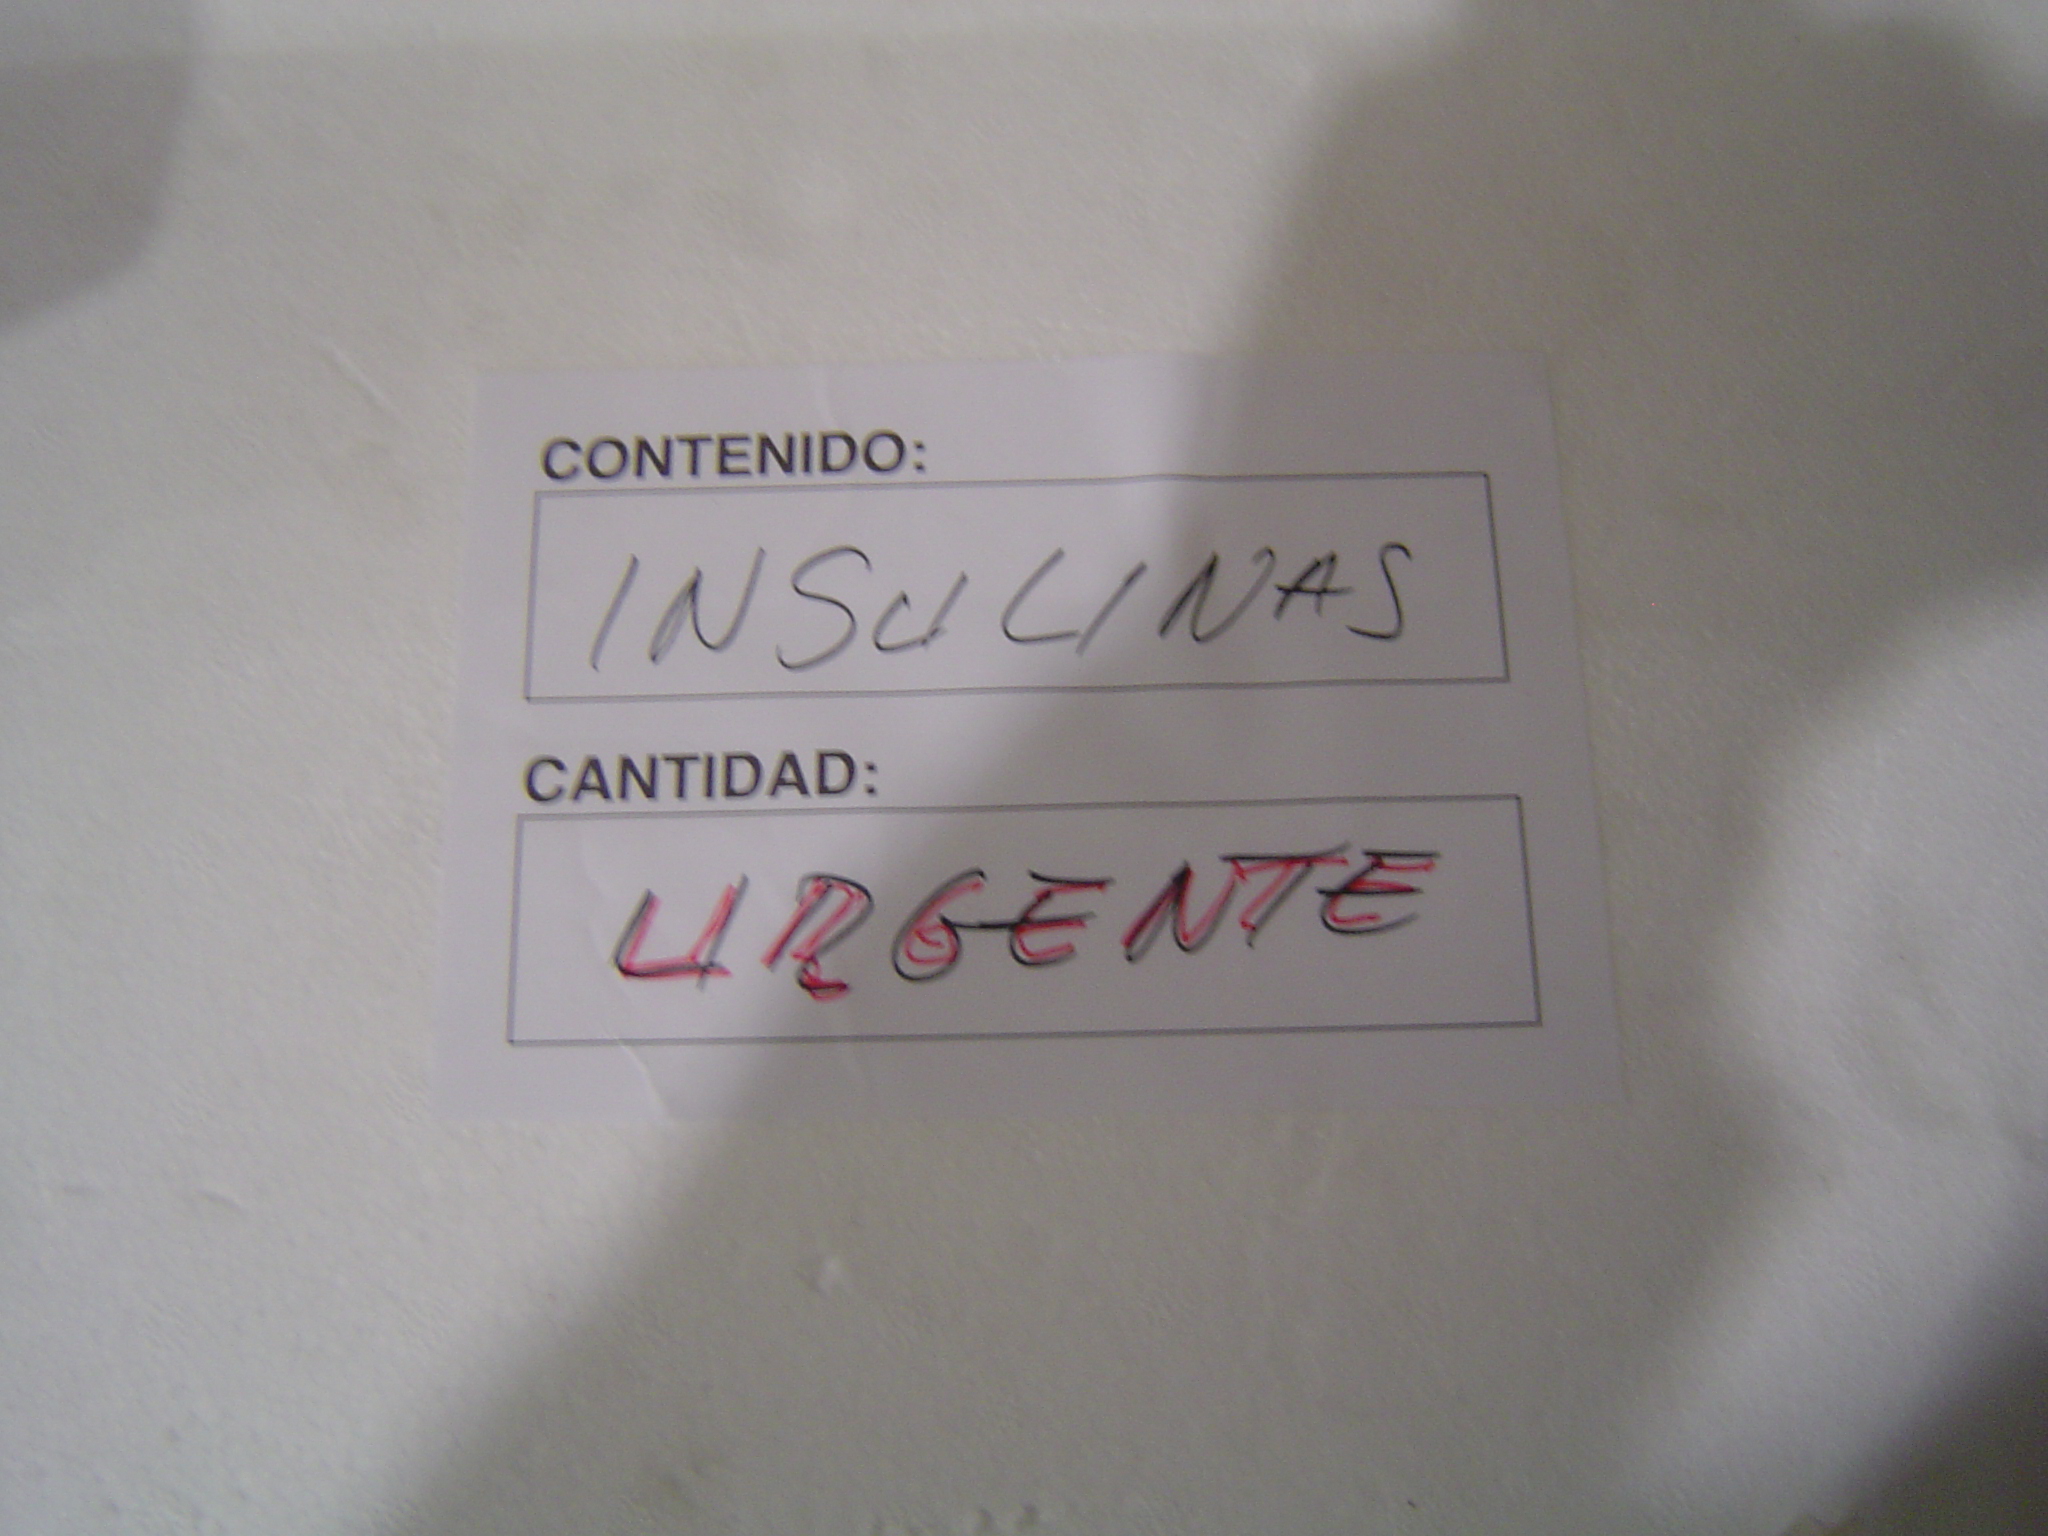 CONTENIDO:
INSULINAS
CANTIDAD:
URGENTE